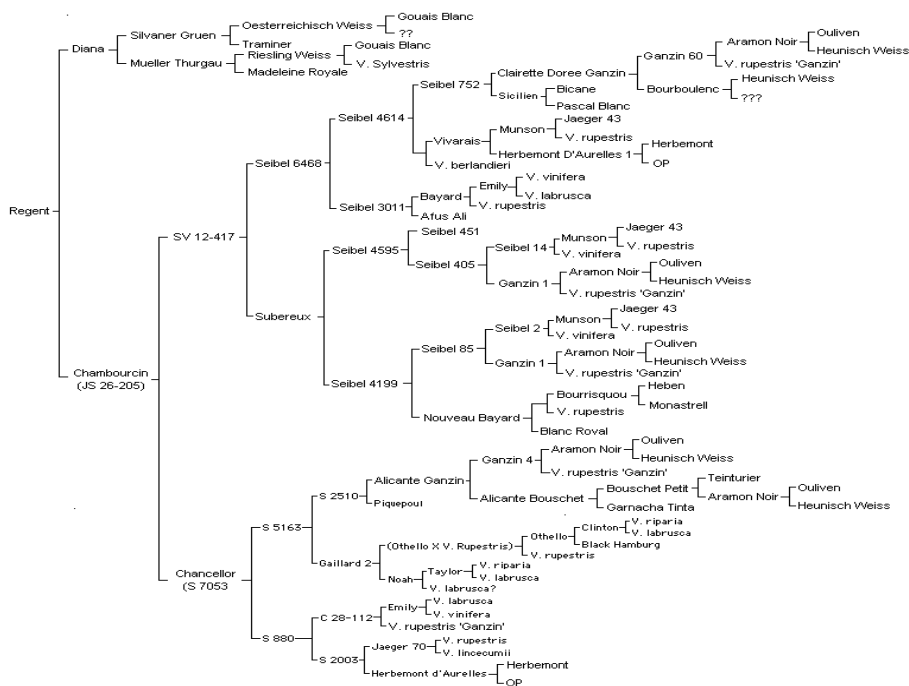 Gouais Blanc
Oesterreichisch Weiss
??
Silvaner Gruen
Traminer
Diana
Gouais Blanc
Riesling Weiss
V. Sylvestris
Mueller Thurgau
Madeleine Royale
Ouliven
Aramon Noir
Heunisch Weiss
Ganzin 60
V. rupestris 'Ganzin'
Clairette Doree Ganzin
Heunisch Weiss
Bourboulenc
???
Seibel 752
Bicane
Sicilien
Pascal Blanc
Seibel 4614
Jaeger 43
Munson
V. rupestris
Vivarais
Herbemont
Herbemont D'Aurelles 1
OP
V. berlandieri
Seibel 6468
V. vinifera
Emily
V. labrusca
Bayard
V. rupestris
Seibel 3011
Afus Ali
Regent
SV 12-417
Seibel 451
Seibel 4595
Jaeger 43
Munson
V. rupestris
Seibel 14
V. vinifera
Seibel 405
Ouliven
Aramon Noir
Heunisch Weiss
Ganzin 1
V. rupestris 'Ganzin'
Subereux
Jaeger 43
Munson
V. rupestris
Seibel 2
V. vinifera
Seibel 85
Ouliven
Aramon Noir
Heunisch Weiss
Ganzin 1
V. rupestris 'Ganzin'
Seibel 4199
Heben
Bourrisquou
Monastrell
V. rupestris
Nouveau Bayard
Blanc Royal
Chambourcin
(JS 26-205)
Ouliven
Aramon Noir
Heunisch Weiss
Ganzin 4
V. rupestris 'Ganzin'
Alicante Ganzin
Teinturier
Bouschet Petit
Ouliven
Aramon Noir
Heunisch Weiss
Alicante Bouschet
Garnacha Tinta
S 2510
Piquepoul
S 5163
V. riparia
Clinton
V. labrusca
Othello
Black Hamburg
(Othello X V. Rupestris)
V. rupestris
Gaillard 2
V. riparia
Taylor
V. labrusca
Noah
V. labrusca?
Chancellor
(S 7053
V. labrusca
Emily
V. vinifera
C 28-112
V. rupestris 'Ganzin'
S 880
V. rupestris
Jaeger 70
V. lincecumii
S 2003
Herbemont
Herbemont d'Aurelles
OP